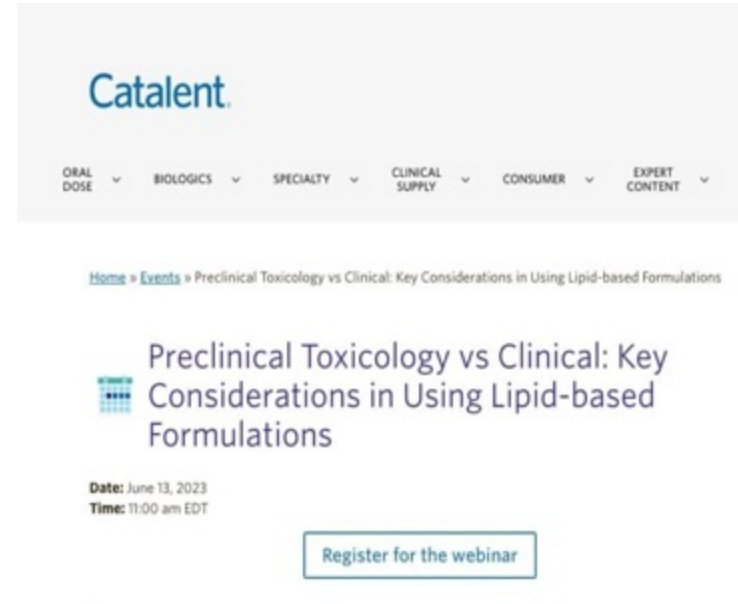 Catalent.
ORAL DOSE
BIOLOGICS
SPECIALTY
CLINICAL SUPPLY
CONSUMER
EXPERT CONTENT
Home » Events » Preclinical Toxicology vs Clinical: Key Considerations in Using Lipid-based Formulations
Preclinical Toxicology vs Clinical: Key
Considerations in Using Lipid-based
Formulations
Date: June 13, 2023
Time: 11:00 am EDT
Register for the webinar